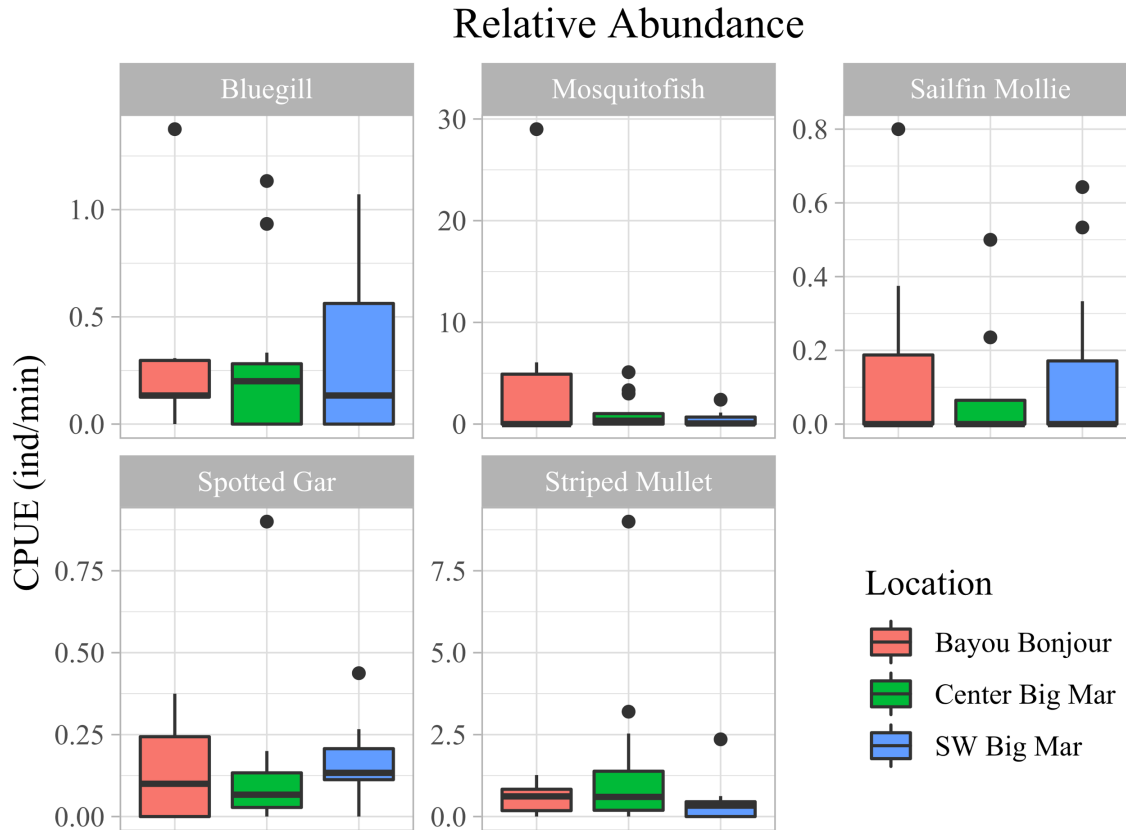 Relative Abundance
Bluegill
Mosquitofish
Sailfin Mollie
1.0
0.5
0.0
30
20
10
0
0.8
0.6
0.4
0.2
0.0
CPUE (ind/min)
Spotted Gar
Striped Mullet
0.75
0.50
0.25
0.00
7.5
5.0
2.5
0.0
Location
Bayou Bonjour
Center Big Mar
SW Big Mar